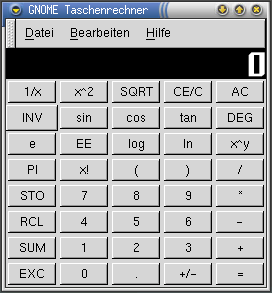 GNOME Taschenrechner
Datei Bearbeiten Hilfe
0
1/x x^2 SQRT CE/C AC
INV sin cos tan DEG
e EE log ln x^y
PI x! ( ) /
STO 7 8 9 *
RCL 4 5 6 -
SUM 1 2 3 +
EXC 0 . +/- =